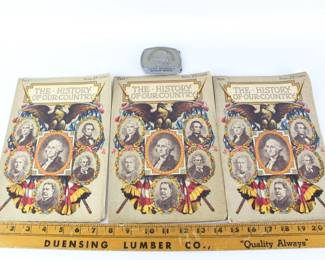 THE · HISTORY
OF OUR · COUNTRY
THE · HISTORY
OF OUR · COUNTRY
THE · HISTORY
OF OUR · COUNTRY
2 3 4 5 6 7 8 9 10 11 12 13 14 15 16 17 18 19 20
DUENSING LUMBER CO., "Quality Always"